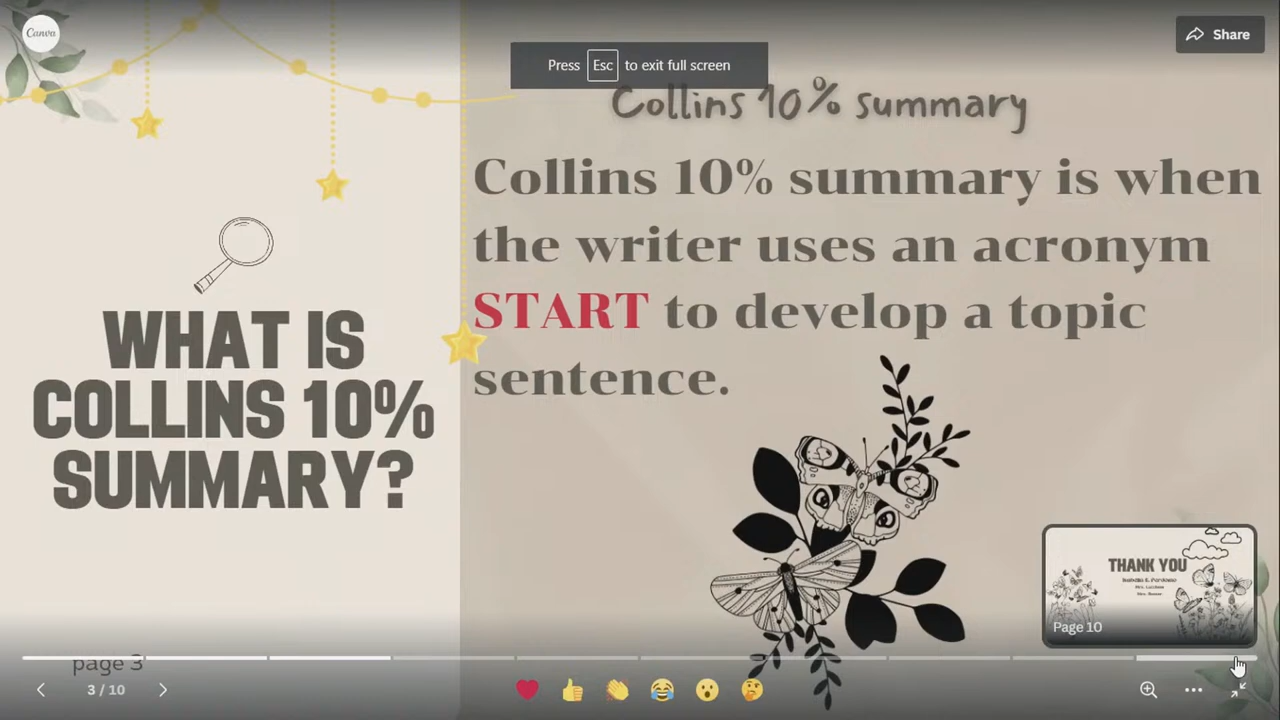 Canva
Share
Press Esc to exit full screen
Collins 10% summary
Collins 10% summary is when
the writer uses an acronym
START to develop a topic
sentence.
WHAT IS
COLLINS 10%
SUMMARY?
THANK YOU
Page 10
page 3
3 / 10